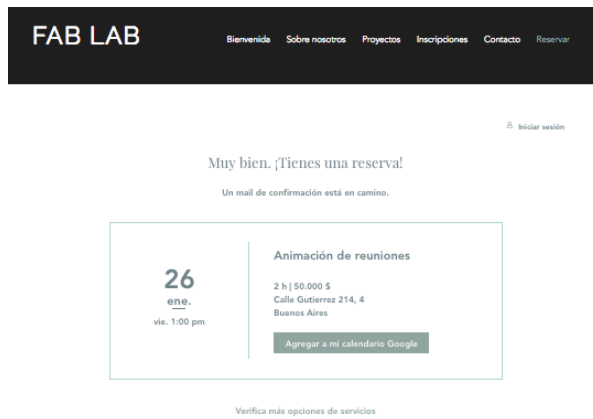 FAB LAB
Bienvenida Sobre nosotros Proyectos Inscripciones Contacto Reservar
Iniciar sesión
Muy bien. ¡Tienes una reserva!
Un mail de confirmación está en camino.
26
ene.
vie. 1:00 pm
Animación de reuniones
2 h | 50.000 $
Calle Gutierrez 214, 4
Buenos Aires
Agregar a mi calendario Google
Verifica más opciones de servicios